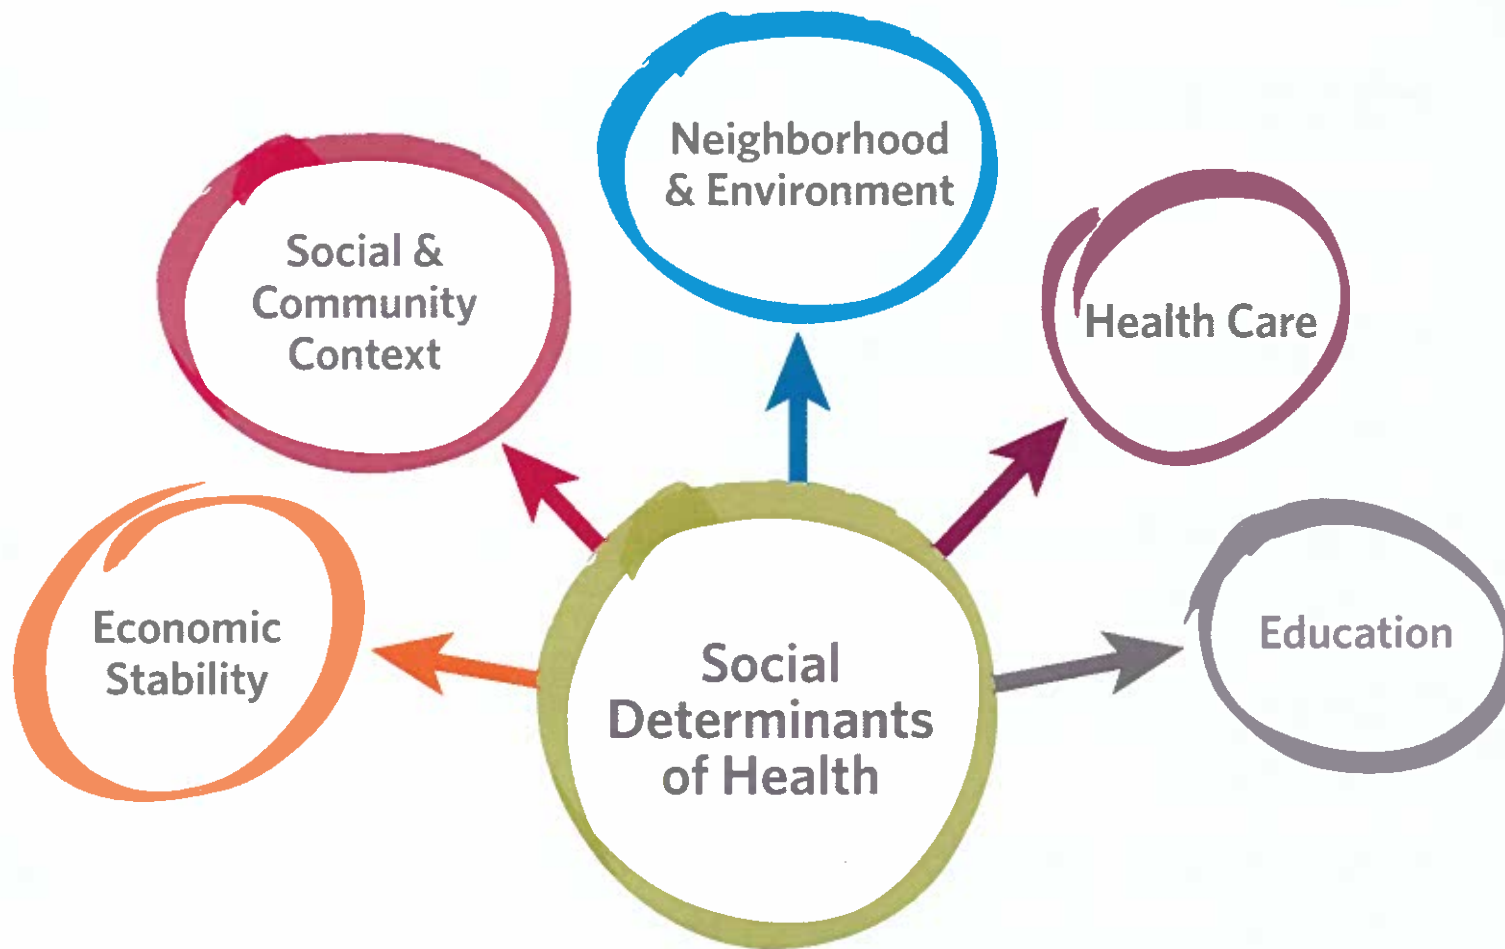 Neighborhood
& Environment
Social &
Community
Context
Health Care
Economic
Stability
Education
Social
Determinants
of Health